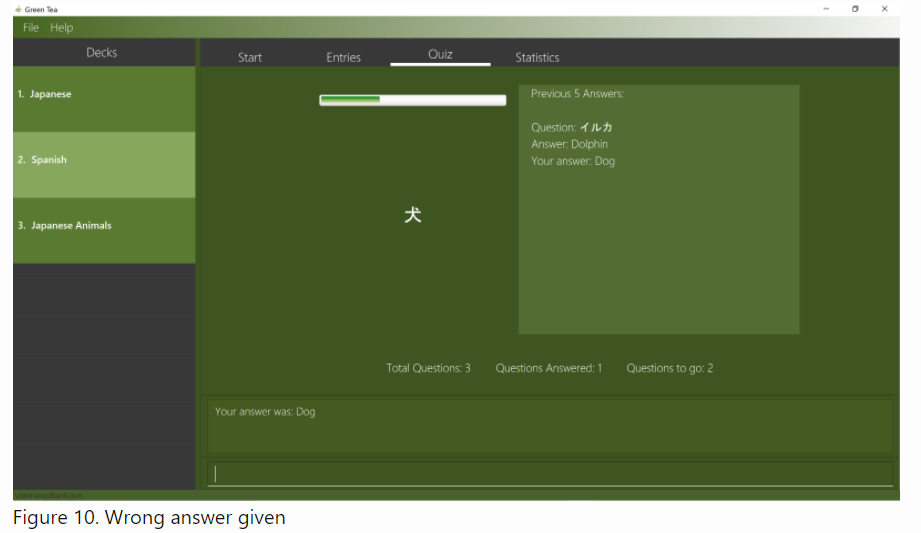 Green Tea
File Help
Decks
Start Entries Quiz Statistics
1. Japanese
2. Spanish
3. Japanese Animals
Previous 5 Answers:
Question: イルカ
Answer: Dolphin
Your answer: Dog
犬
Total Questions: 3 Questions Answered: 1 Questions to go: 2
Your answer was: Dog
Figure 10. Wrong answer given